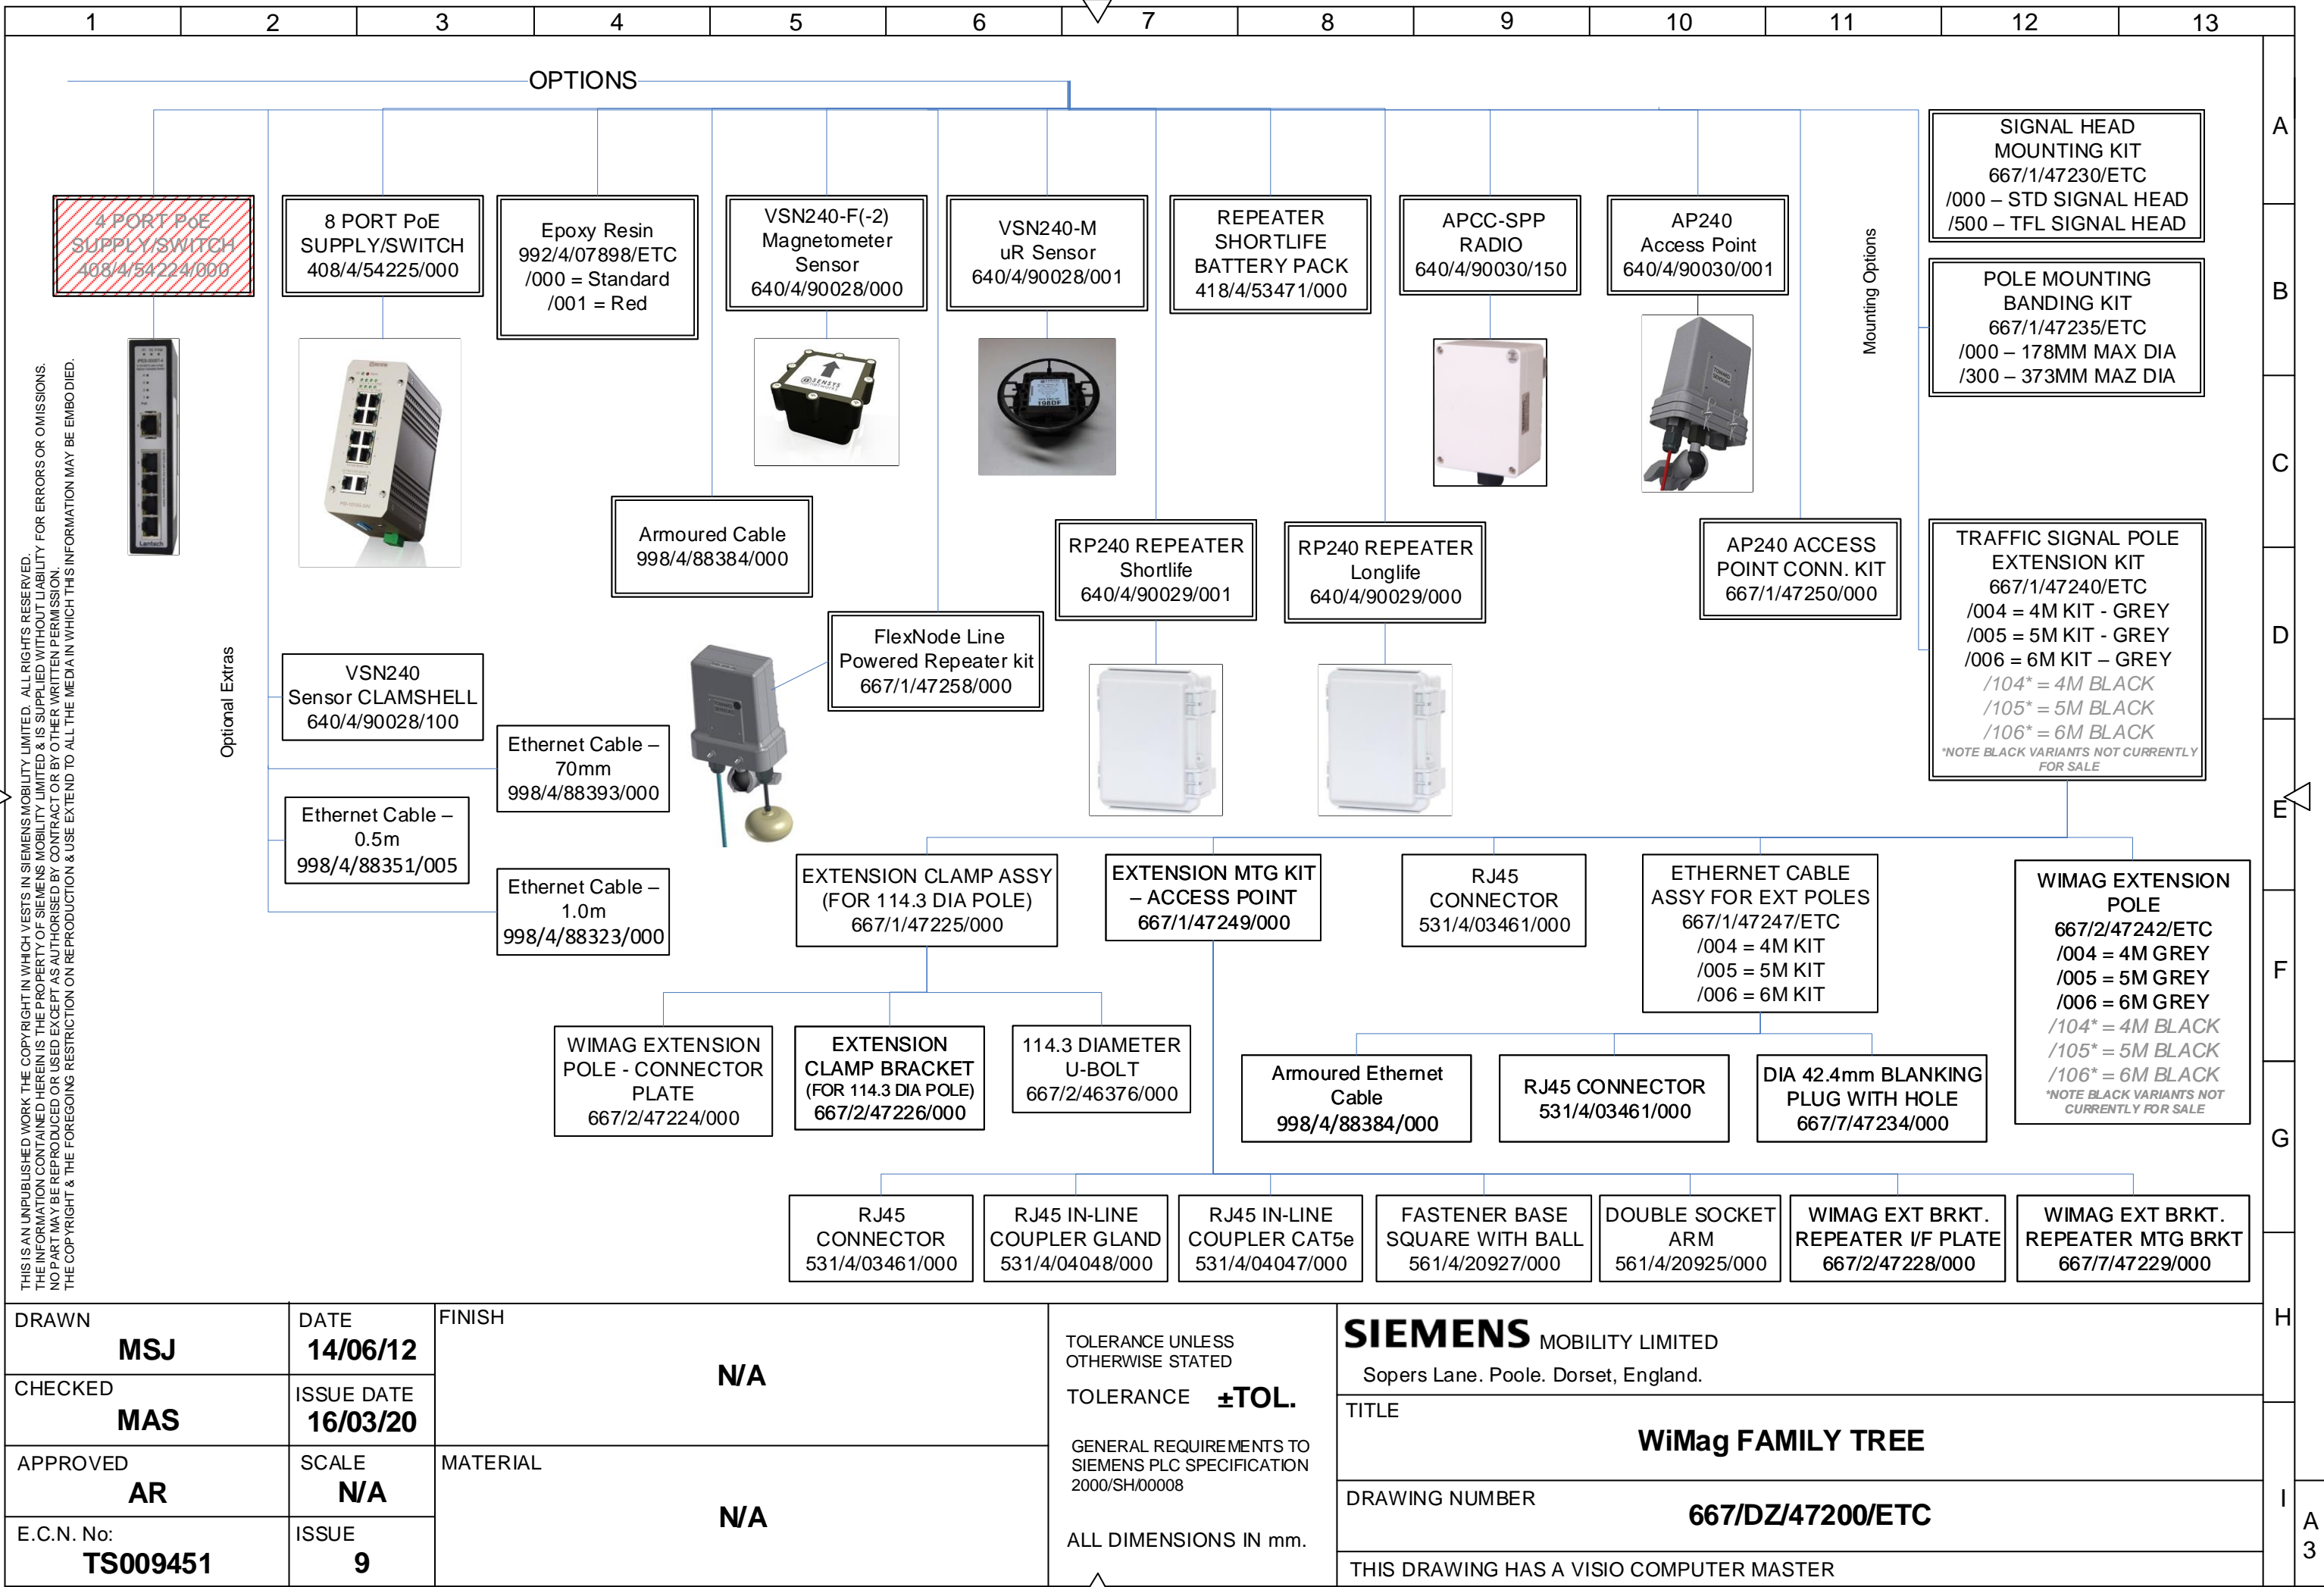 1 2 3 4 5 6 7 8 9 10 11 12 13
OPTIONS
4 PORT PoE
SUPPLY/SWITCH
408/4/54224/000
8 PORT PoE
SUPPLY/SWITCH
408/4/54225/000
Epoxy Resin
992/4/07898/ETC
/000 = Standard
/001 = Red
VSN240-F(-2)
Magnetometer
Sensor
640/4/90028/000
VSN240-M
uR Sensor
640/4/90028/001
REPEATER
SHORTLIFE
BATTERY PACK
418/4/53471/000
APCC-SPP
RADIO
640/4/90030/150
AP240
Access Point
640/4/90030/001
Mounting Options
SIGNAL HEAD
MOUNTING KIT
667/1/47230/ETC
/000 – STD SIGNAL HEAD
/500 – TFL SIGNAL HEAD
POLE MOUNTING
BANDING KIT
667/1/47235/ETC
/000 – 178MM MAX DIA
/300 – 373MM MAZ DIA
Lantech
SENSYS
198DF
Armoured Cable
998/4/88384/000
RP240 REPEATER
Shortlife
640/4/90029/001
RP240 REPEATER
Longlife
640/4/90029/000
AP240 ACCESS
POINT CONN. KIT
667/1/47250/000
TRAFFIC SIGNAL POLE
EXTENSION KIT
667/1/47240/ETC
/004 = 4M KIT - GREY
/005 = 5M KIT - GREY
/006 = 6M KIT – GREY
/104* = 4M BLACK
/105* = 5M BLACK
/106* = 6M BLACK
*NOTE BLACK VARIANTS NOT CURRENTLY
FOR SALE
FlexNode Line
Powered Repeater kit
667/1/47258/000
Optional Extras
VSN240
Sensor CLAMSHELL
640/4/90028/100
Ethernet Cable –
70mm
998/4/88393/000
Ethernet Cable –
0.5m
998/4/88351/005
Ethernet Cable –
1.0m
998/4/88323/000
EXTENSION CLAMP ASSY
(FOR 114.3 DIA POLE)
667/1/47225/000
EXTENSION MTG KIT
– ACCESS POINT
667/1/47249/000
RJ45
CONNECTOR
531/4/03461/000
ETHERNET CABLE
ASSY FOR EXT POLES
667/1/47247/ETC
/004 = 4M KIT
/005 = 5M KIT
/006 = 6M KIT
WIMAG EXTENSION
POLE
667/2/47242/ETC
/004 = 4M GREY
/005 = 5M GREY
/006 = 6M GREY
/104* = 4M BLACK
/105* = 5M BLACK
/106* = 6M BLACK
*NOTE BLACK VARIANTS NOT
CURRENTLY FOR SALE
WIMAG EXTENSION
POLE - CONNECTOR
PLATE
667/2/47224/000
EXTENSION
CLAMP BRACKET
(FOR 114.3 DIA POLE)
667/2/47226/000
114.3 DIAMETER
U-BOLT
667/2/46376/000
Armoured Ethernet
Cable
998/4/88384/000
RJ45 CONNECTOR
531/4/03461/000
DIA 42.4mm BLANKING
PLUG WITH HOLE
667/7/47234/000
RJ45
CONNECTOR
531/4/03461/000
RJ45 IN-LINE
COUPLER GLAND
531/4/04048/000
RJ45 IN-LINE
COUPLER CAT5e
531/4/04047/000
FASTENER BASE
SQUARE WITH BALL
561/4/20927/000
DOUBLE SOCKET
ARM
561/4/20925/000
WIMAG EXT BRKT.
REPEATER I/F PLATE
667/2/47228/000
WIMAG EXT BRKT.
REPEATER MTG BRKT
667/7/47229/000
A
B
C
D
E
F
G
H
I
THIS IS AN UNPUBLISHED WORK THE COPYRIGHT IN WHICH VESTS IN SIEMENS MOBILITY LIMITED. ALL RIGHTS RESERVED.
THE INFORMATION CONTAINED HEREIN IS THE PROPERTY OF SIEMENS MOBILITY LIMITED & IS SUPPLIED WITHOUT LIABILITY FOR ERRORS OR OMISSIONS.
NO PART MAY BE REPRODUCED OR USED EXCEPT AS AUTHORISED BY CONTRACT OR BY OTHER WRITTEN PERMISSION.
THE COPYRIGHT & THE FOREGOING RESTRICTION ON REPRODUCTION & USE EXTEND TO ALL THE MEDIA IN WHICH THIS INFORMATION MAY BE EMBODIED.
DRAWN
MSJ
DATE
14/06/12
CHECKED
MAS
ISSUE DATE
16/03/20
APPROVED
AR
SCALE
N/A
E.C.N. No:
TS009451
ISSUE
9
FINISH
N/A
MATERIAL
N/A
TOLERANCE UNLESS
OTHERWISE STATED
TOLERANCE ±TOL.
GENERAL REQUIREMENTS TO
SIEMENS PLC SPECIFICATION
2000/SH/00008
ALL DIMENSIONS IN mm.
SIEMENS MOBILITY LIMITED
Sopers Lane. Poole. Dorset, England.
TITLE
WiMag FAMILY TREE
DRAWING NUMBER
667/DZ/47200/ETC
THIS DRAWING HAS A VISIO COMPUTER MASTER
A
3